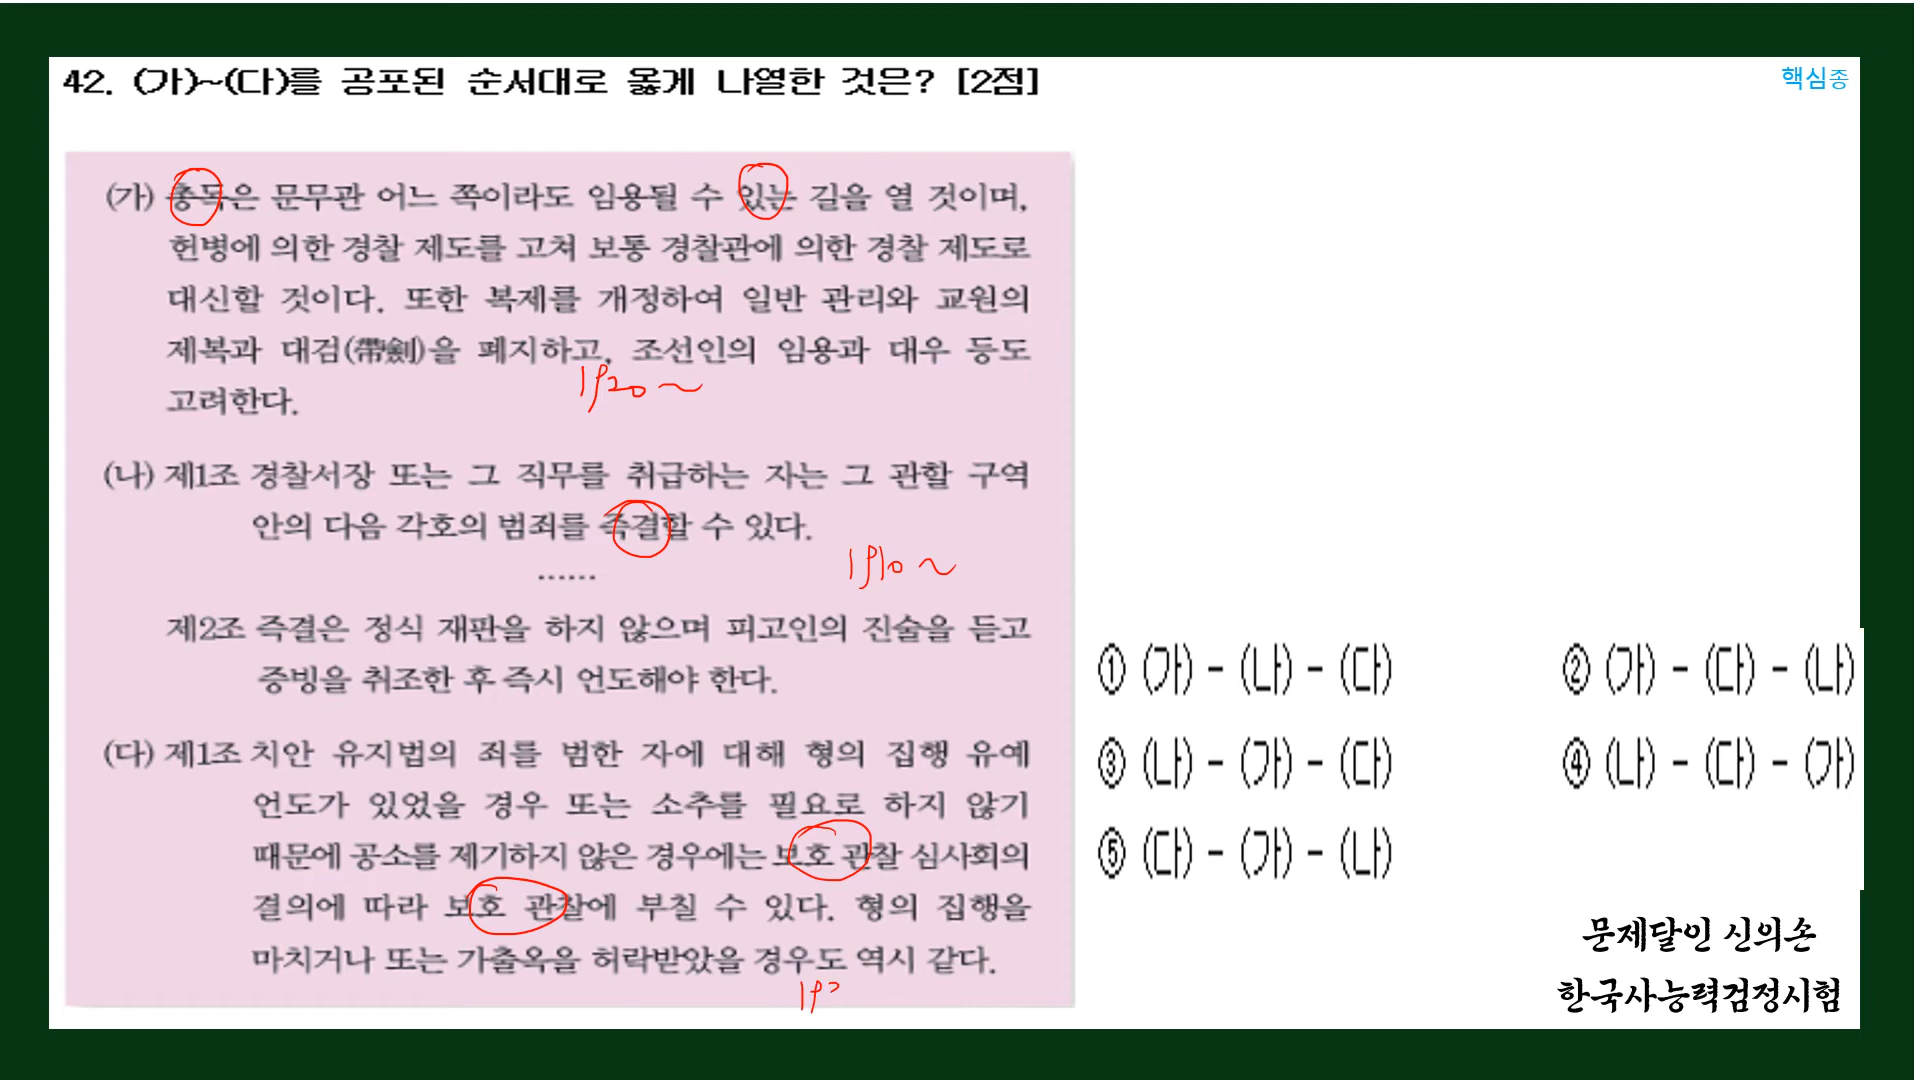 42. (가)~(다)를 공포된 순서대로 옳게 나열한 것은? [2점]
핵심종
(가) 총독은 문무관 어느 쪽이라도 임용될 수 있는 길을 열 것이며,
헌병에 의한 경찰 제도를 고쳐 보통 경찰관에 의한 경찰 제도로
대신할 것이다. 또한 복제를 개정하여 일반 관리와 교원의
제복과 대검(帶劍)을 폐지하고, 조선인의 임용과 대우 등도
1920~
고려한다.
(나) 제1조 경찰서장 또는 그 직무를 취급하는 자는 그 관할 구역
안의 다음 각호의 범죄를 즉결할 수 있다.
1910~
......
제2조 즉결은 정식 재판을 하지 않으며 피고인의 진술을 듣고
증빙을 취조한 후 즉시 언도해야 한다.
(다) 제1조 치안 유지법의 죄를 범한 자에 대해 형의 집행 유예
언도가 있었을 경우 또는 소추를 필요로 하지 않기
때문에 공소를 제기하지 않은 경우에는 보호 관찰 심사회의
결의에 따라 보호 관찰에 부칠 수 있다. 형의 집행을
마치거나 또는 가출옥을 허락받았을 경우도 역시 같다.
① (가) - (나) - (다)
② (가) - (다) - (나)
③ (나) - (가) - (다)
④ (나) - (다) - (가)
⑤ (다) - (가) - (나)
문제달인 신의손
한국사능력검정시험